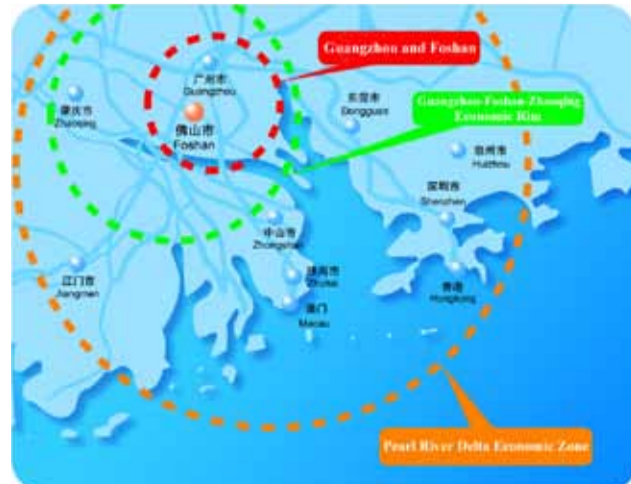 Guangzhou and Foshan
广州市
Guangzhou
肇庆市
Zhaoqing
佛山市
Foshan
东莞市
Dongguan
Guangzhou-Foshan-Zhaoqing
Economic Rim
惠州市
Huizhou
深圳市
Shenzhen
中山市
Zhongshan
江门市
Jiangmen
珠海市
Zhuhai
香港
Hongkong
澳门
Macau
Pearl River Delta Economic Zone